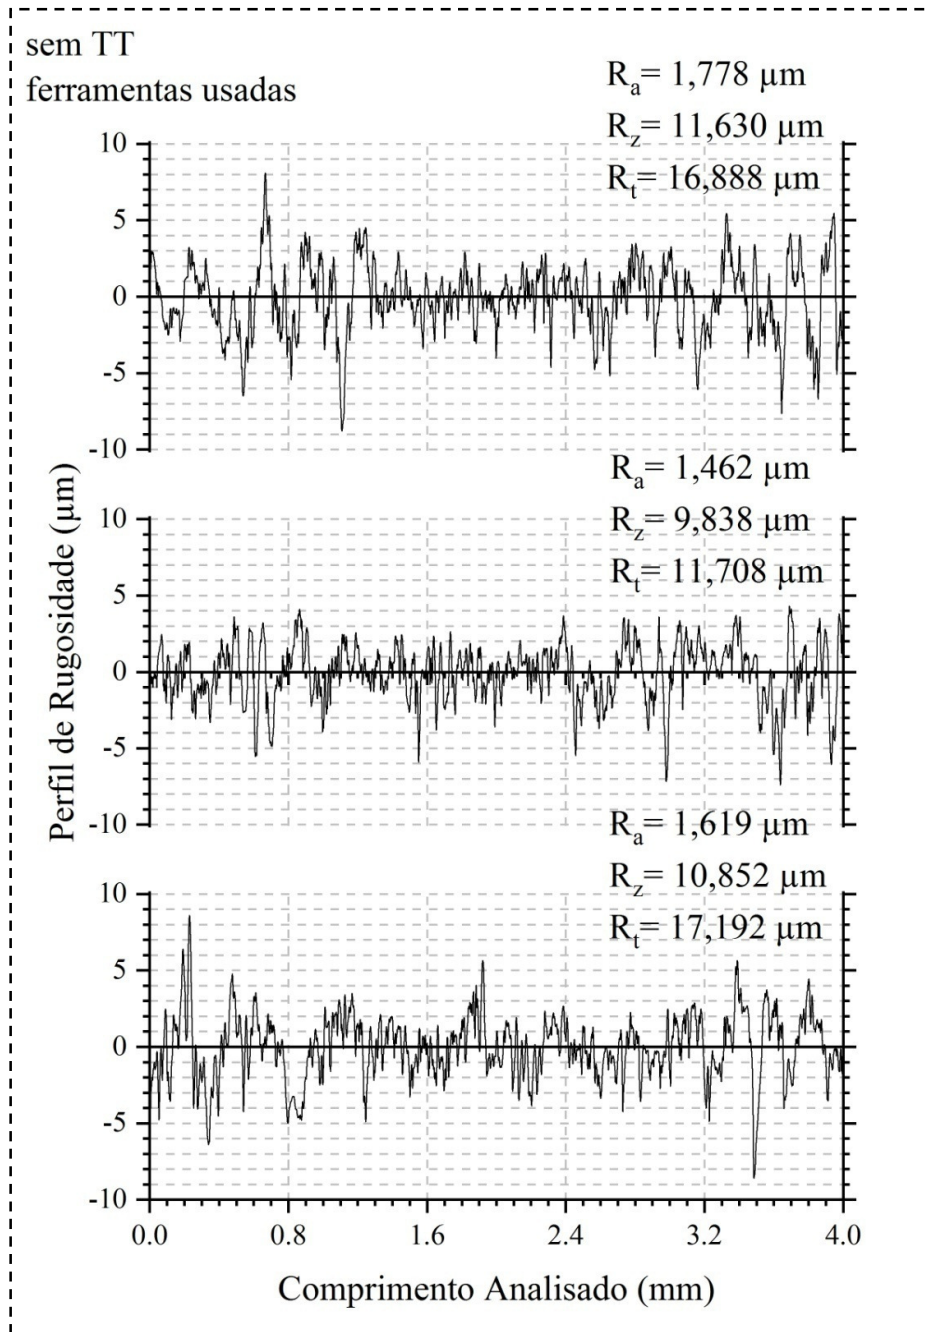 sem TT
ferramentas usadas
Rₐ= 1,778 µm
R_z= 11,630 µm
Rₜ= 16,888 µm
10
5
0
-5
-10
Rₐ= 1,462 µm
R_z= 9,838 µm
Rₜ= 11,708 µm
10
5
0
-5
-10
Rₐ= 1,619 µm
R_z= 10,852 µm
Rₜ= 17,192 µm
10
5
0
-5
-10
Perfil de Rugosidade (µm)
0.0 0.8 1.6 2.4 3.2 4.0
Comprimento Analisado (mm)